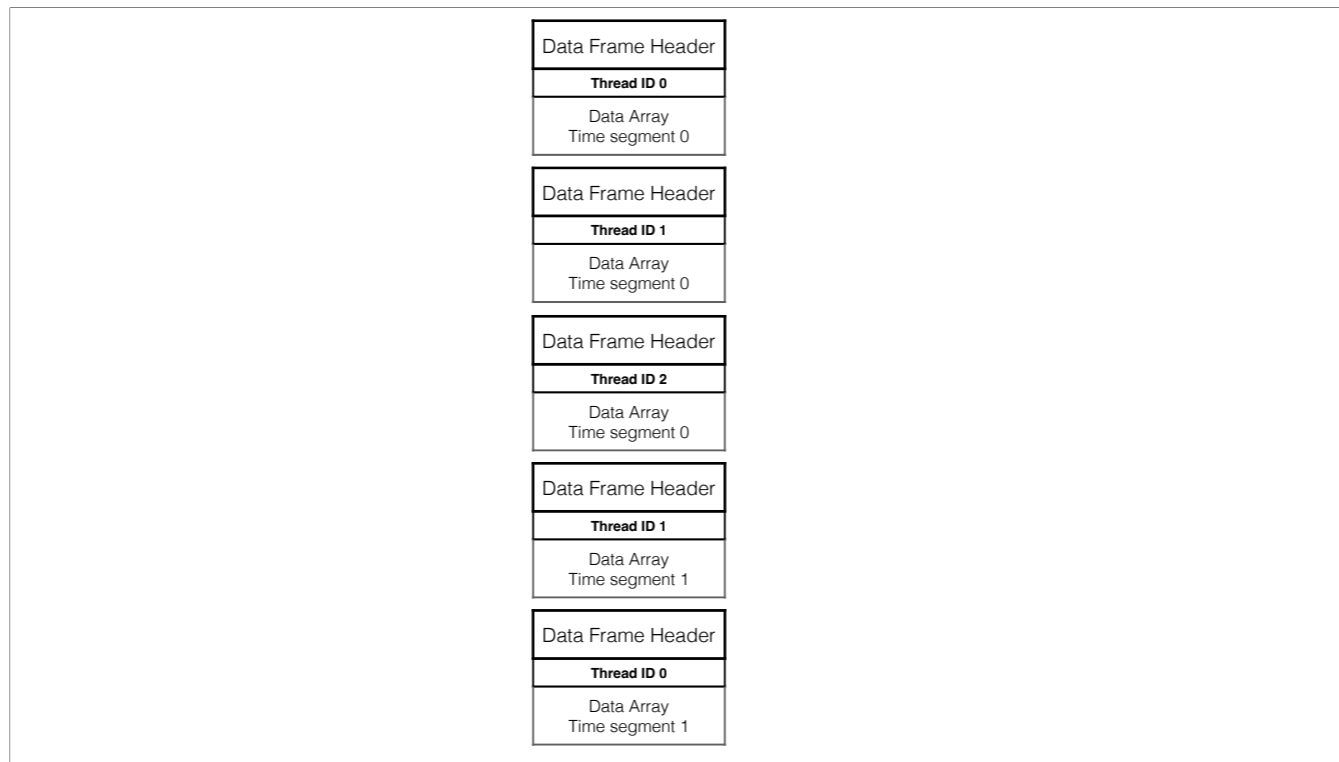 Data Frame Header
Thread ID 0
Data Array
Time segment 0
Data Frame Header
Thread ID 1
Data Array
Time segment 0
Data Frame Header
Thread ID 2
Data Array
Time segment 0
Data Frame Header
Thread ID 1
Data Array
Time segment 1
Data Frame Header
Thread ID 0
Data Array
Time segment 1